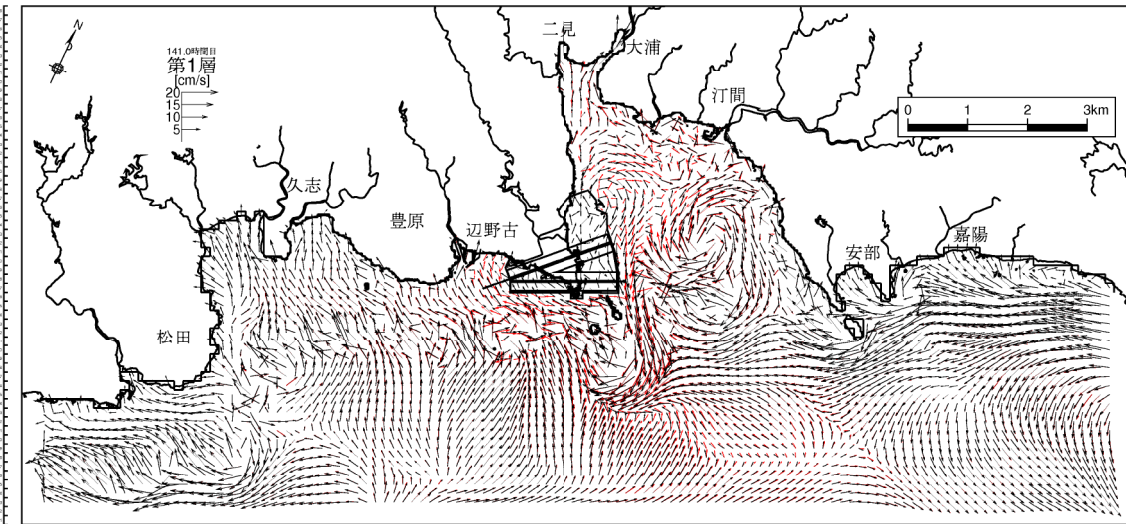 N
141.0時間目
第1層
[cm/s]
20
15
10
5
二見
大浦
汀間
0 1 2 3km
久志
豊原
辺野古
安部
嘉陽
松田